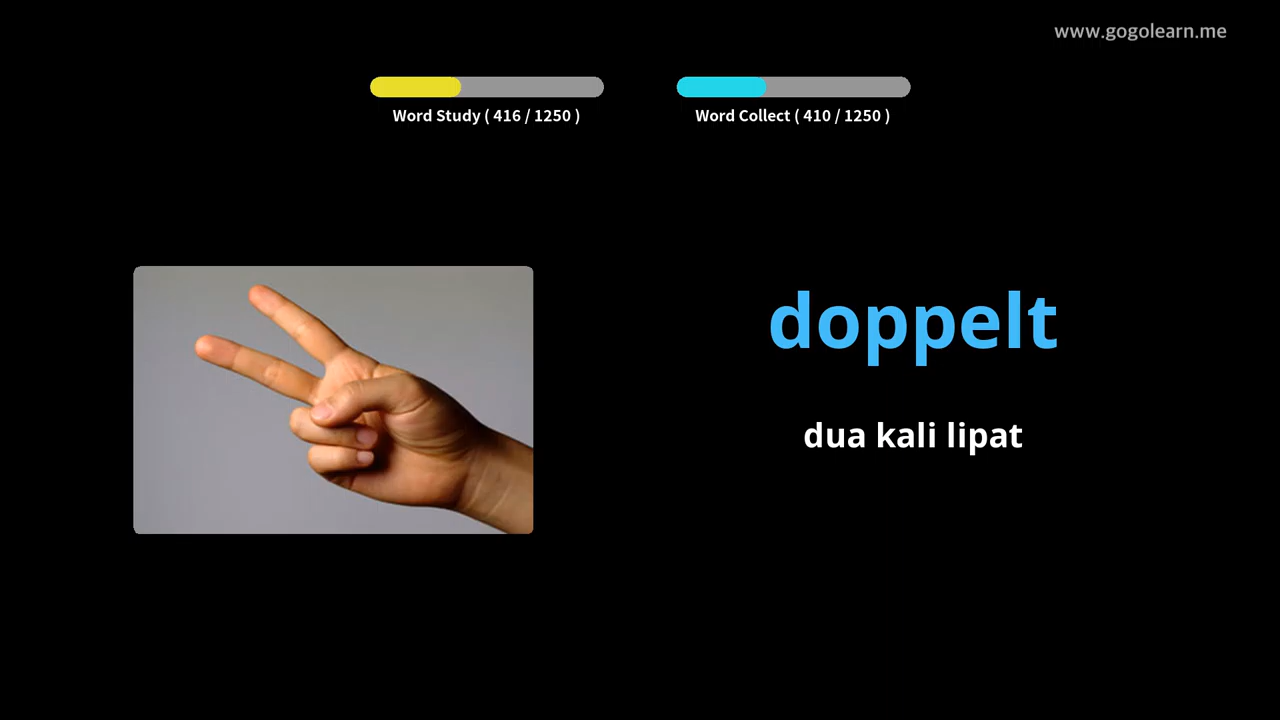 www.gogolearn.me
Word Study ( 416 / 1250 )
Word Collect ( 410 / 1250 )
doppelt
dua kali lipat